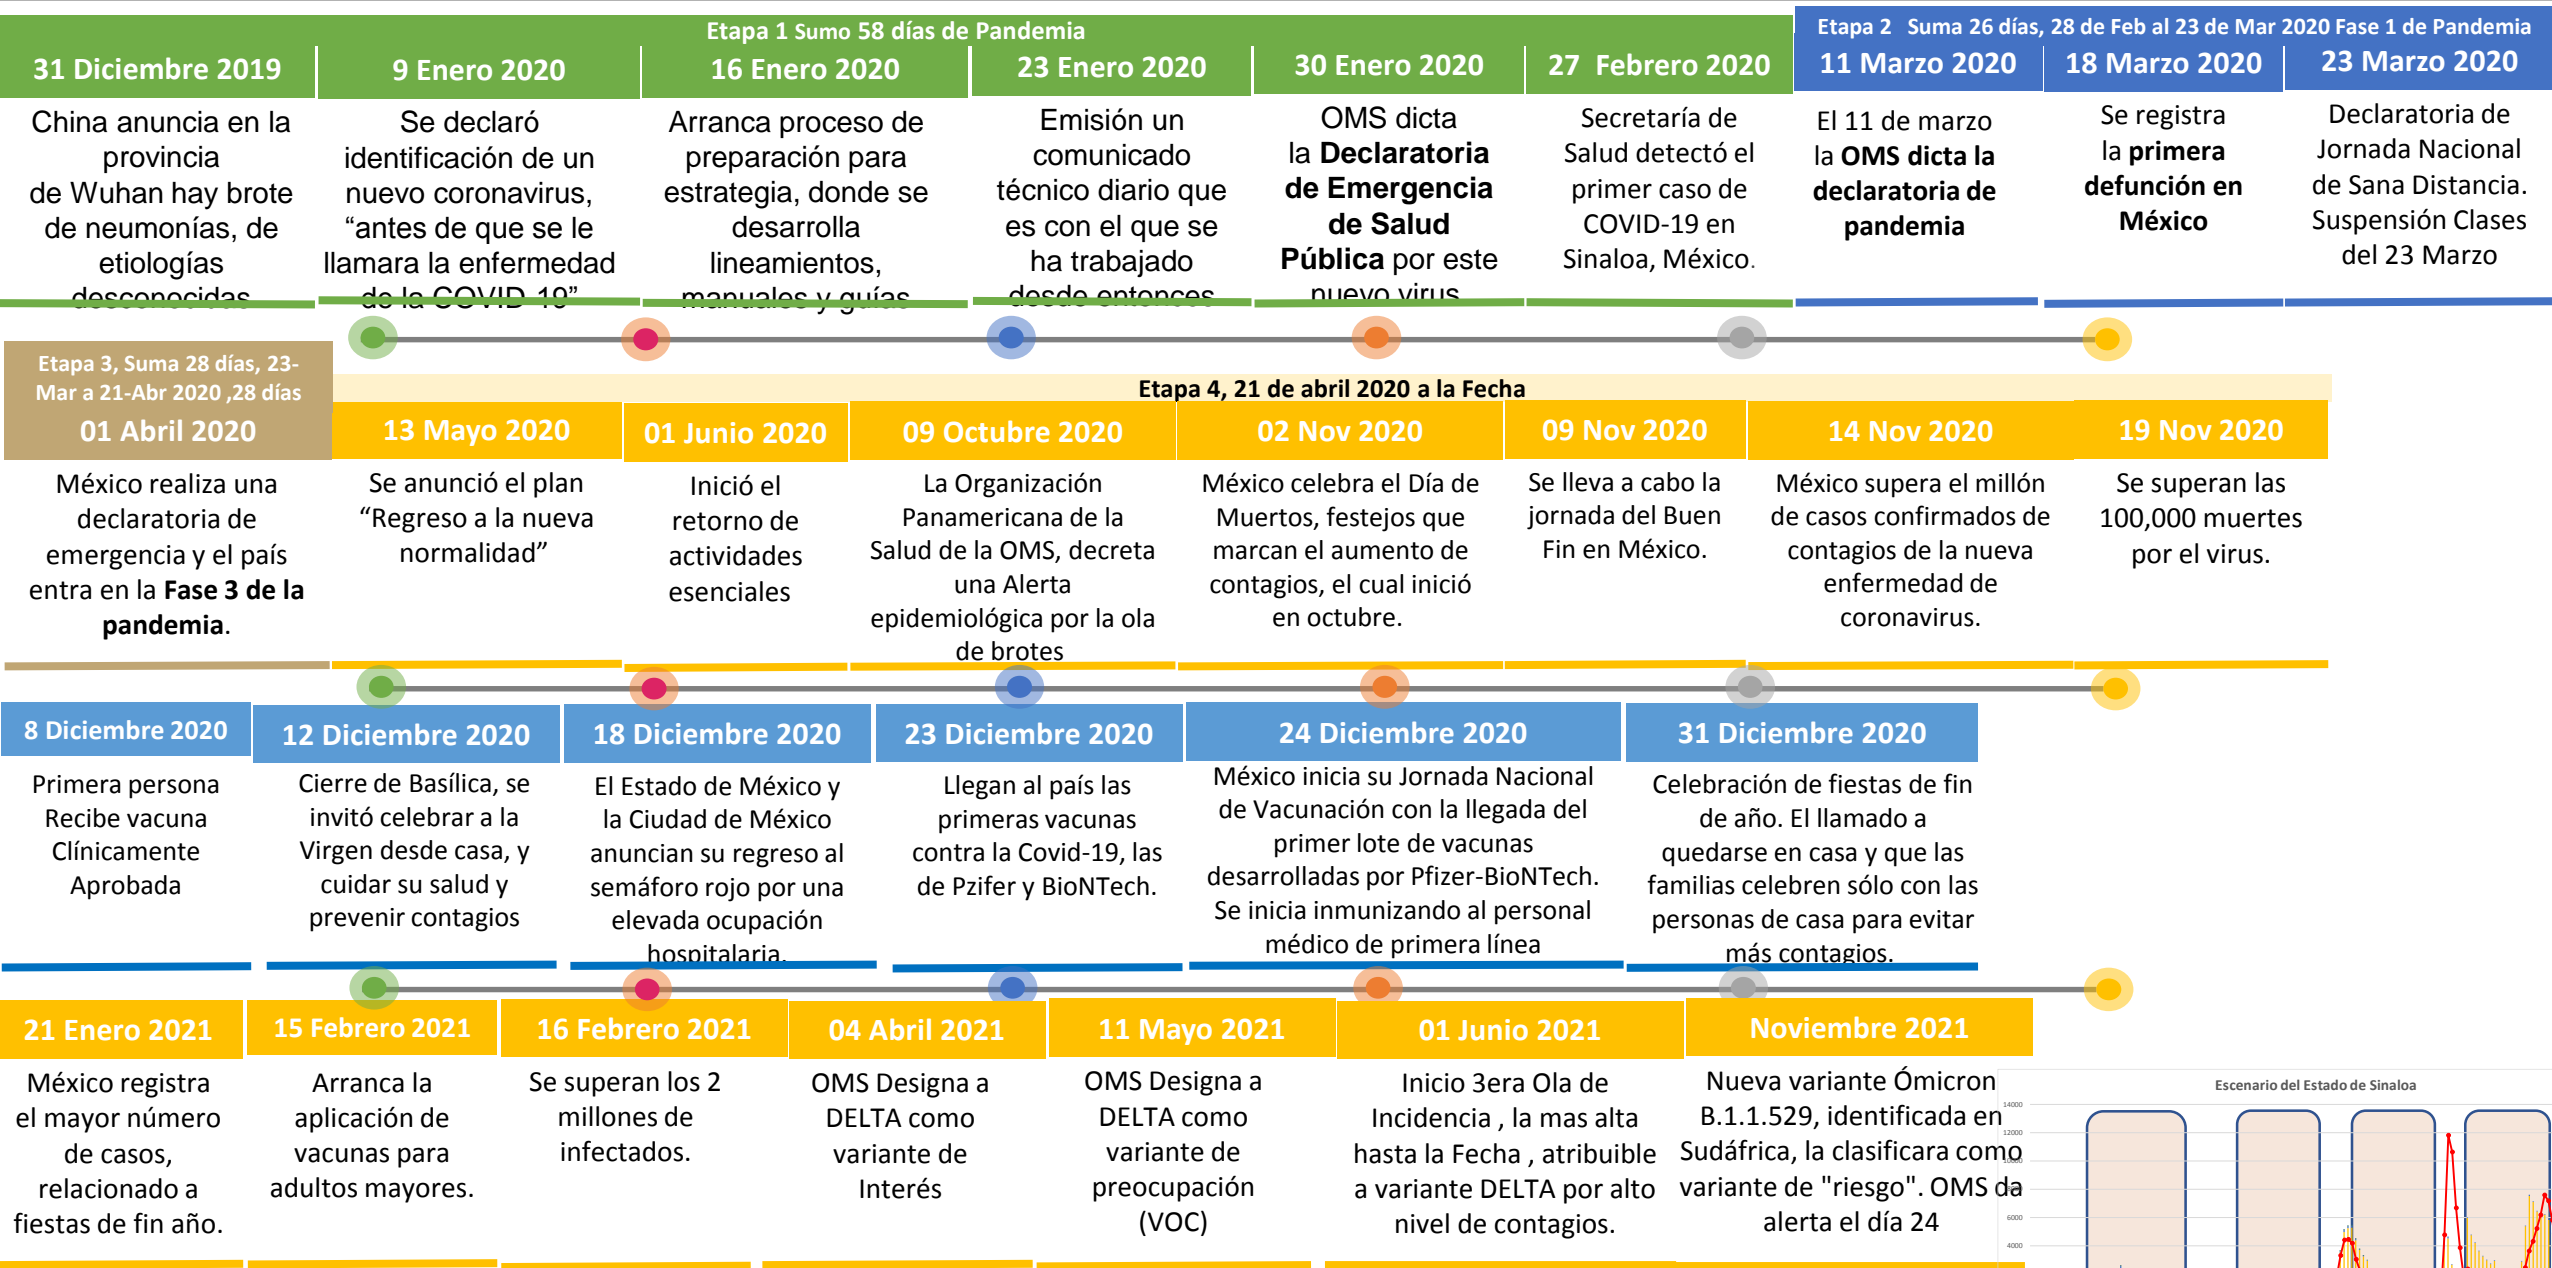 Etapa 1 Sumo 58 días de Pandemia
31 Diciembre 2019
China anuncia en la
provincia
de Wuhan hay brote
de neumonías, de
etiologías
desconocidas
9 Enero 2020
Se declaró
identificación de un
nuevo coronavirus,
“antes de que se le
llamara la enfermedad
de la COVID-19”
16 Enero 2020
Arranca proceso de
preparación para
estrategia, donde se
desarrolla
lineamientos,
manuales y guías
23 Enero 2020
Emisión un
comunicado
técnico diario que
es con el que se
ha trabajado
desde entonces
30 Enero 2020
OMS dicta
la Declaratoria
de Emergencia
de Salud
Pública por este
nuevo virus
27 Febrero 2020
Secretaría de
Salud detectó el
primer caso de
COVID-19 en
Sinaloa, México.
Etapa 2 Suma 26 días, 28 de Feb al 23 de Mar 2020 Fase 1 de Pandemia
11 Marzo 2020
El 11 de marzo
la OMS dicta la
declaratoria de
pandemia
18 Marzo 2020
Se registra
la primera
defunción en
México
23 Marzo 2020
Declaratoria de
Jornada Nacional
de Sana Distancia.
Suspensión Clases
del 23 Marzo
Etapa 3, Suma 28 días, 23-
Mar a 21-Abr 2020 ,28 días
01 Abril 2020
México realiza una
declaratoria de
emergencia y el país
entra en la Fase 3 de la
pandemia.
Etapa 4, 21 de abril 2020 a la Fecha
13 Mayo 2020
Se anunció el plan
“Regreso a la nueva
normalidad”
01 Junio 2020
Inició el
retorno de
actividades
esenciales
09 Octubre 2020
La Organización
Panamericana de la
Salud de la OMS, decreta
una Alerta
epidemiológica por la ola
de brotes
02 Nov 2020
México celebra el Día de
Muertos, festejos que
marcan el aumento de
contagios, el cual inició
en octubre.
09 Nov 2020
Se lleva a cabo la
jornada del Buen
Fin en México.
14 Nov 2020
México supera el millón
de casos confirmados de
contagios de la nueva
enfermedad de
coronavirus.
19 Nov 2020
Se superan las
100,000 muertes
por el virus.
8 Diciembre 2020
Primera persona
Recibe vacuna
Clínicamente
Aprobada
12 Diciembre 2020
Cierre de Basílica, se
invitó celebrar a la
Virgen desde casa, y
cuidar su salud y
prevenir contagios
18 Diciembre 2020
El Estado de México y
la Ciudad de México
anuncian su regreso al
semáforo rojo por una
elevada ocupación
hospitalaria.
23 Diciembre 2020
Llegan al país las
primeras vacunas
contra la Covid-19, las
de Pzifer y BioNTech.
24 Diciembre 2020
México inicia su Jornada Nacional
de Vacunación con la llegada del
primer lote de vacunas
desarrolladas por Pfizer-BioNTech.
Se inicia inmunizando al personal
médico de primera línea
31 Diciembre 2020
Celebración de fiestas de fin
de año. El llamado a
quedarse en casa y que las
familias celebren sólo con las
personas de casa para evitar
más contagios.
21 Enero 2021
México registra
el mayor número
de casos,
relacionado a
fiestas de fin año.
15 Febrero 2021
Arranca la
aplicación de
vacunas para
adultos mayores.
16 Febrero 2021
Se superan los 2
millones de
infectados.
04 Abril 2021
OMS Designa a
DELTA como
variante de
Interés
11 Mayo 2021
OMS Designa a
DELTA como
variante de
preocupación
(VOC)
01 Junio 2021
Inicio 3era Ola de
Incidencia , la mas alta
hasta la Fecha , atribuible
a variante DELTA por alto
nivel de contagios.
Noviembre 2021
Nueva variante Ómicron
B.1.1.529, identificada en
Sudáfrica, la clasificara como
variante de "riesgo". OMS da
alerta el día 24
Escenario del Estado de Sinaloa
14000
12000
6000
4000